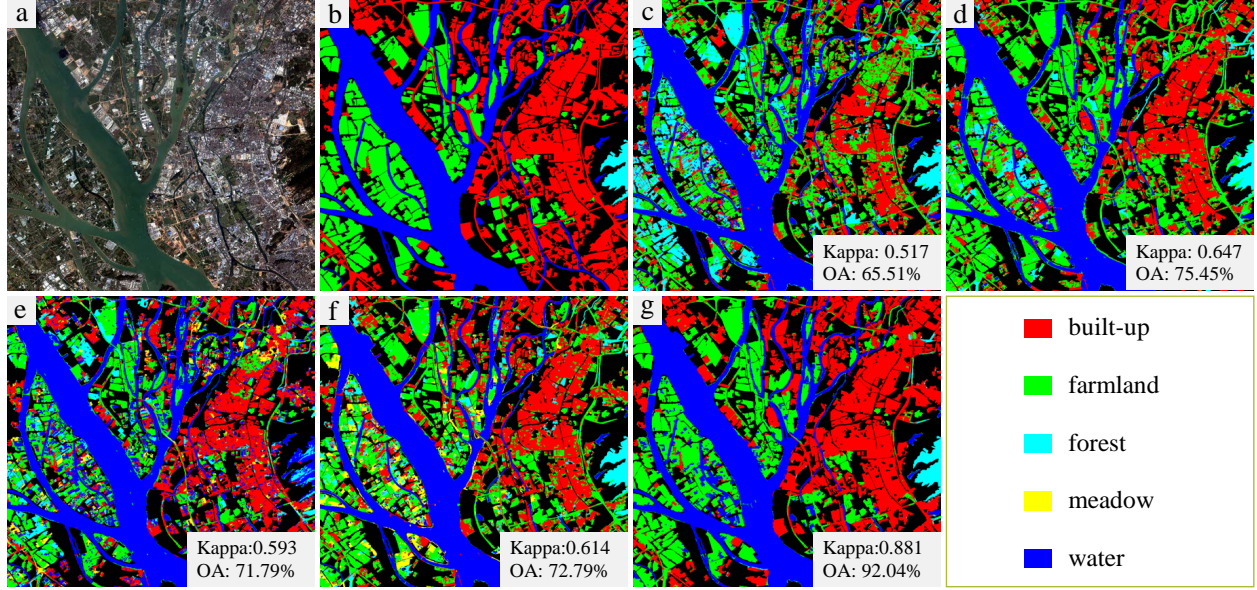 a
b
c
Kappa: 0.517
OA: 65.51%
d
Kappa: 0.647
OA: 75.45%
e
Kappa:0.593
OA: 71.79%
f
Kappa:0.614
OA: 72.79%
g
Kappa:0.881
OA: 92.04%
built-up
farmland
forest
meadow
water